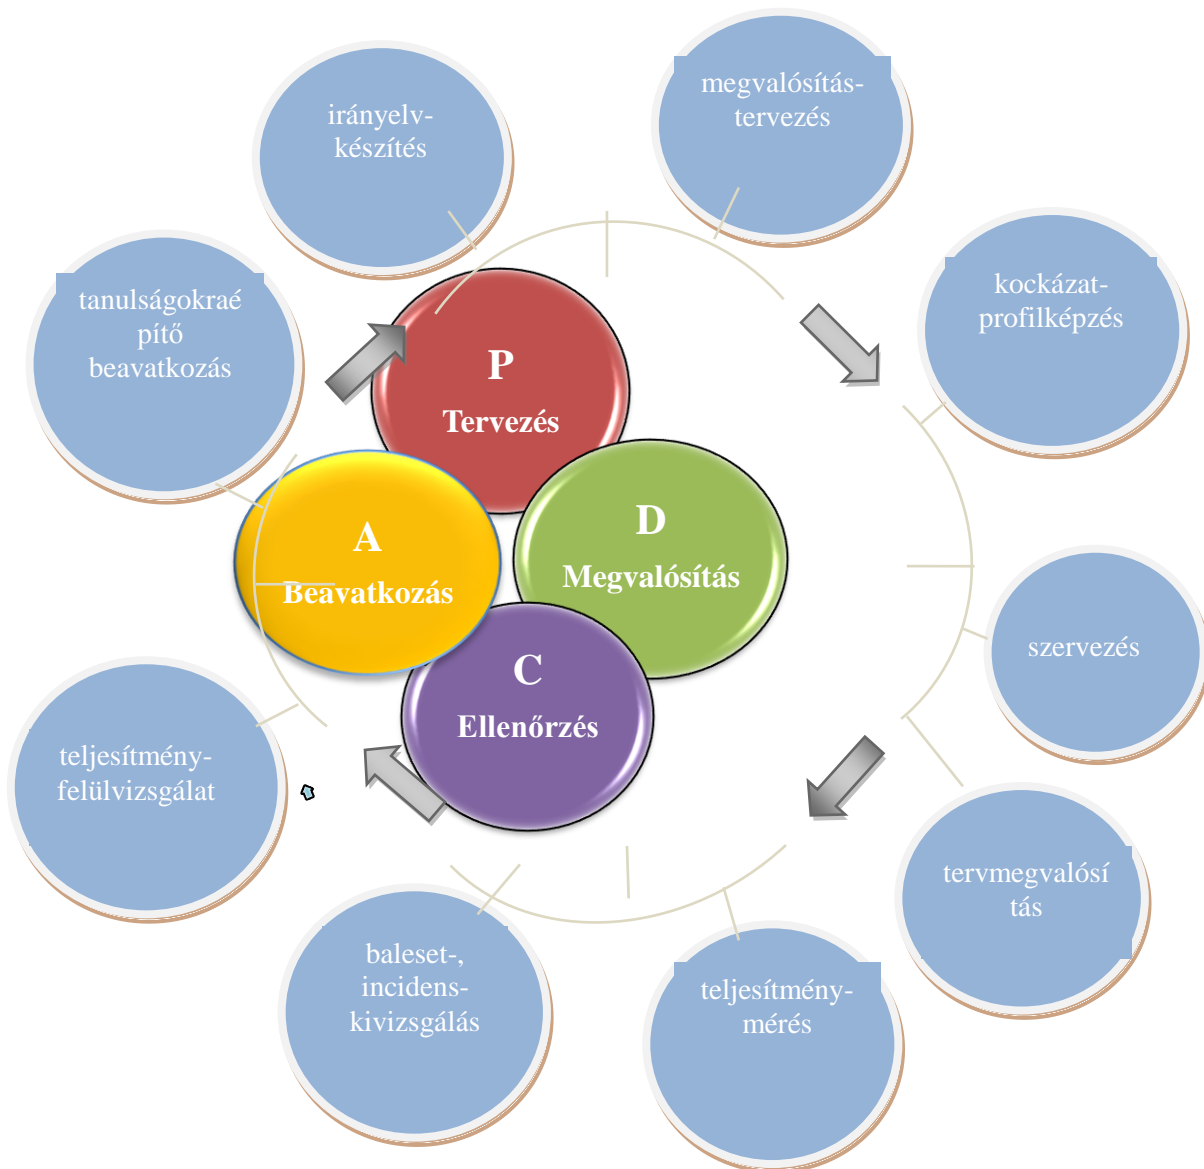 irányelv-
készítés
megvalósítás-
tervezés
kockázat-
profilképzés
szervezés
tervmegvalósí
tás
teljesítmény-
mérés
baleset-,
incidens-
kivizsgálás
teljesítmény-
felülvizsgálat
tanulságokraé
pítő
beavatkozás
P
Tervezés
D
Megvalósítás
C
Ellenőrzés
A
Beavatkozás